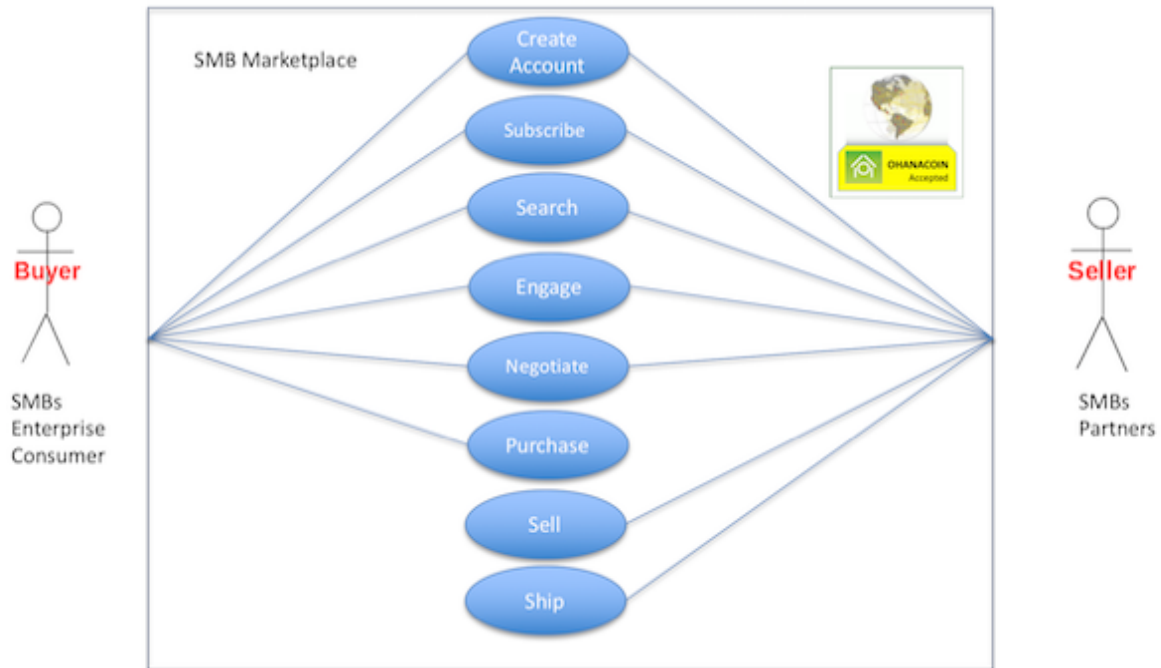 SMB Marketplace
Create
Account
Subscribe
Search
Engage
Negotiate
Purchase
Sell
Ship
OHANACOIN
Accepted
Buyer
SMBs
Enterprise
Consumer
Seller
SMBs
Partners